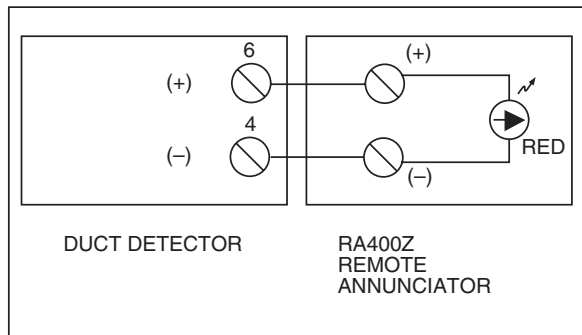 6
(+)
(+)
4
(–)
(–)
RED
DUCT DETECTOR
RA400Z
REMOTE
ANNUNCIATOR